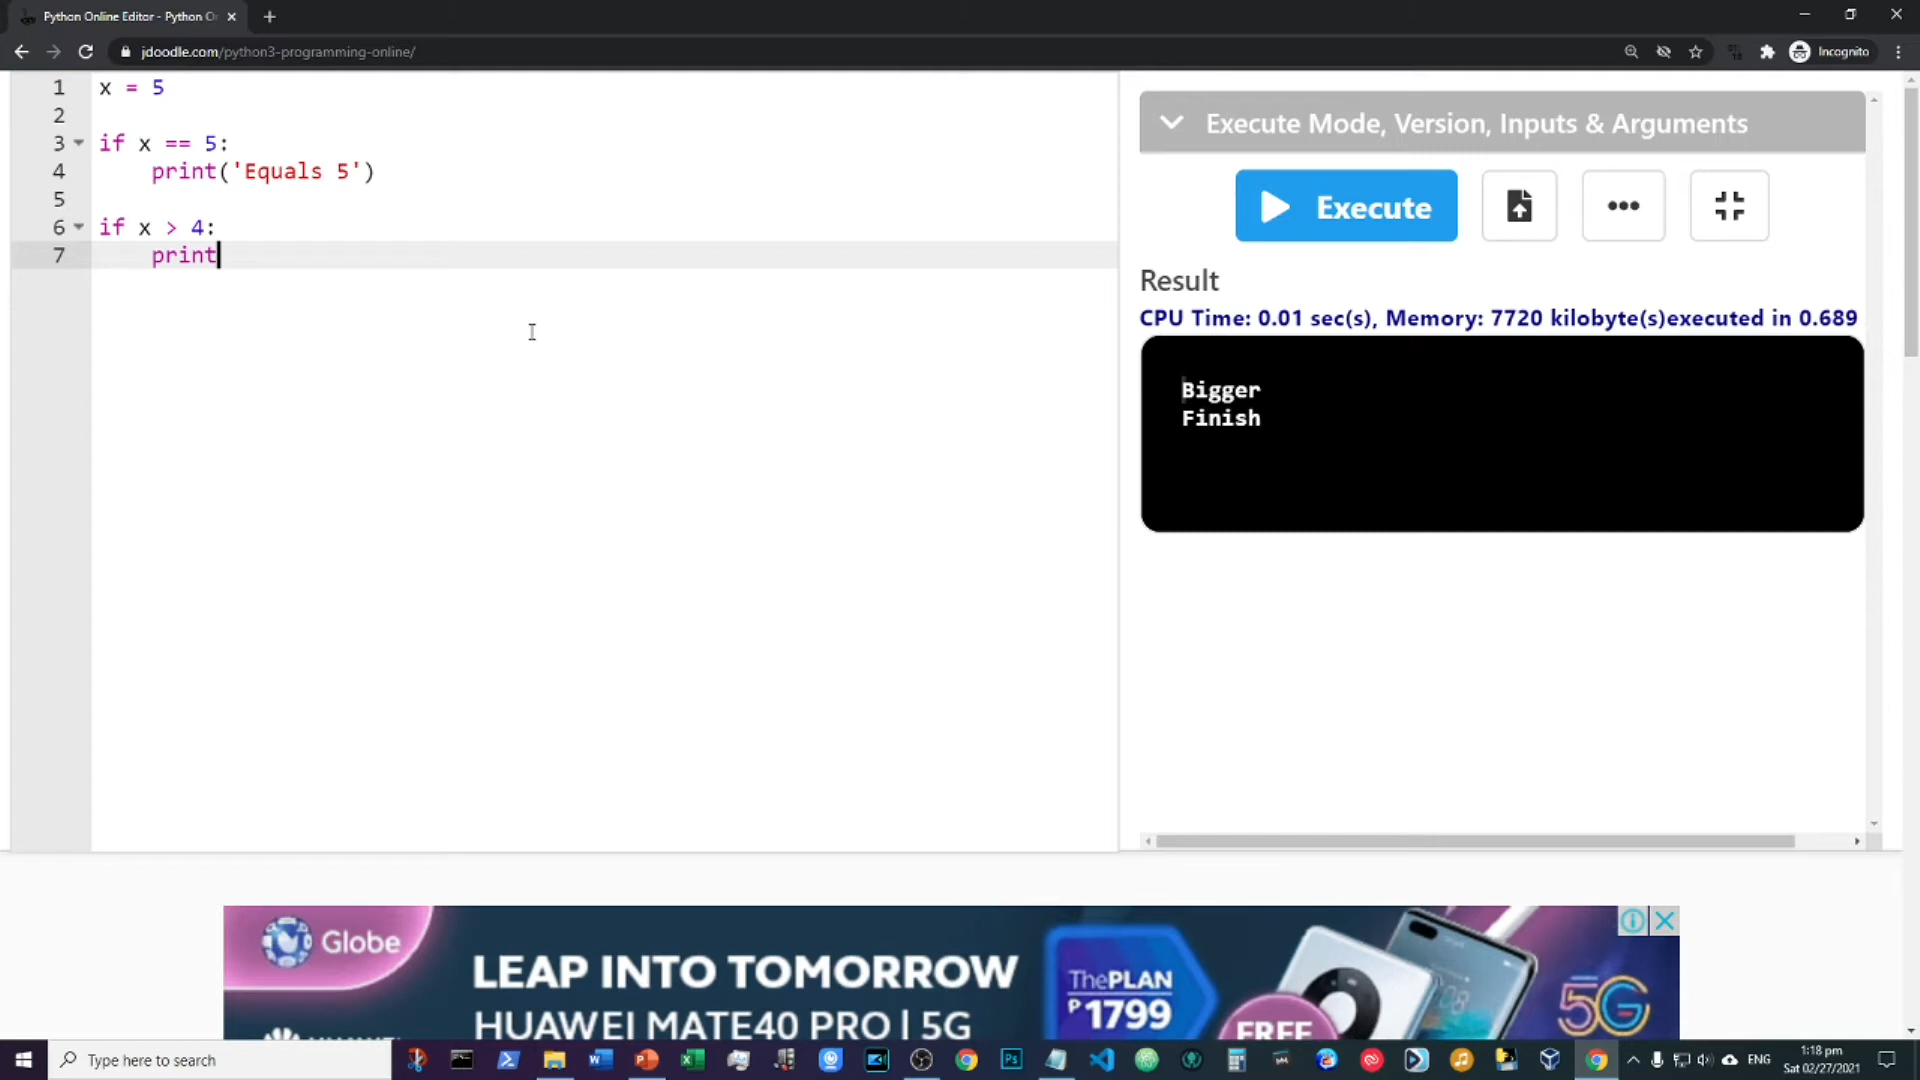 Python Online Editor - Python Or
jdoodle.com/python3-programming-online/
Incognito
1 x = 5
2
3 if x == 5:
4 print('Equals 5')
5
6 if x > 4:
7 print
Execute Mode, Version, Inputs & Arguments
Execute
Result
CPU Time: 0.01 sec(s), Memory: 7720 kilobyte(s)executed in 0.689
Bigger
Finish
Globe
LEAP INTO TOMORROW
HUAWEI MATE40 PRO | 5G
ThePLAN
₱1799
FREE
5G
Type here to search
ENG
1:18 pm
Sat 02/27/2021